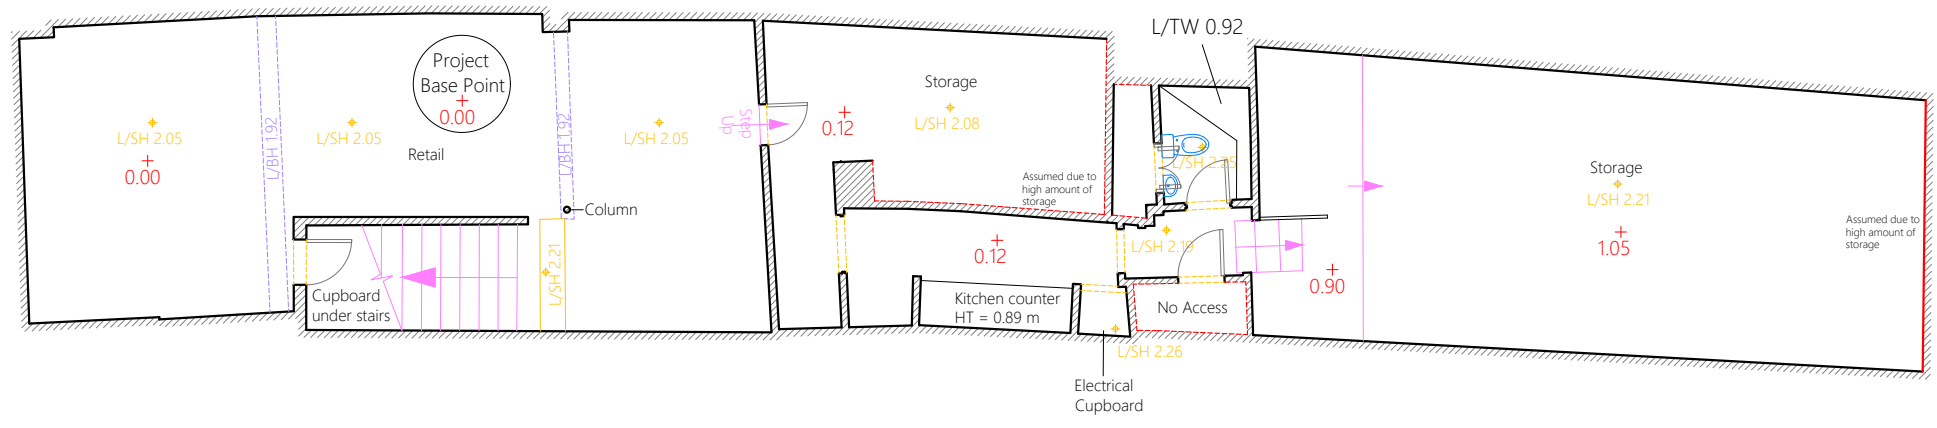 L/TW 0.92
Project
Base Point
0.00
Storage
L/SH 2.05
L/BH 1.92
L/SH 2.05
L/BH 1.92
L/SH 2.05
Step
Up
0.12
L/SH 2.08
Retail
0.00
L/SH 2.25
Storage
L/SH 2.21
Assumed due to
high amount of
storage
Column
Assumed due to
high amount of
storage
L/SH 2.21
0.12
L/SH 2.19
1.05
0.90
Cupboard
under stairs
Kitchen counter
HT = 0.89 m
No Access
L/SH 2.26
Electrical
Cupboard